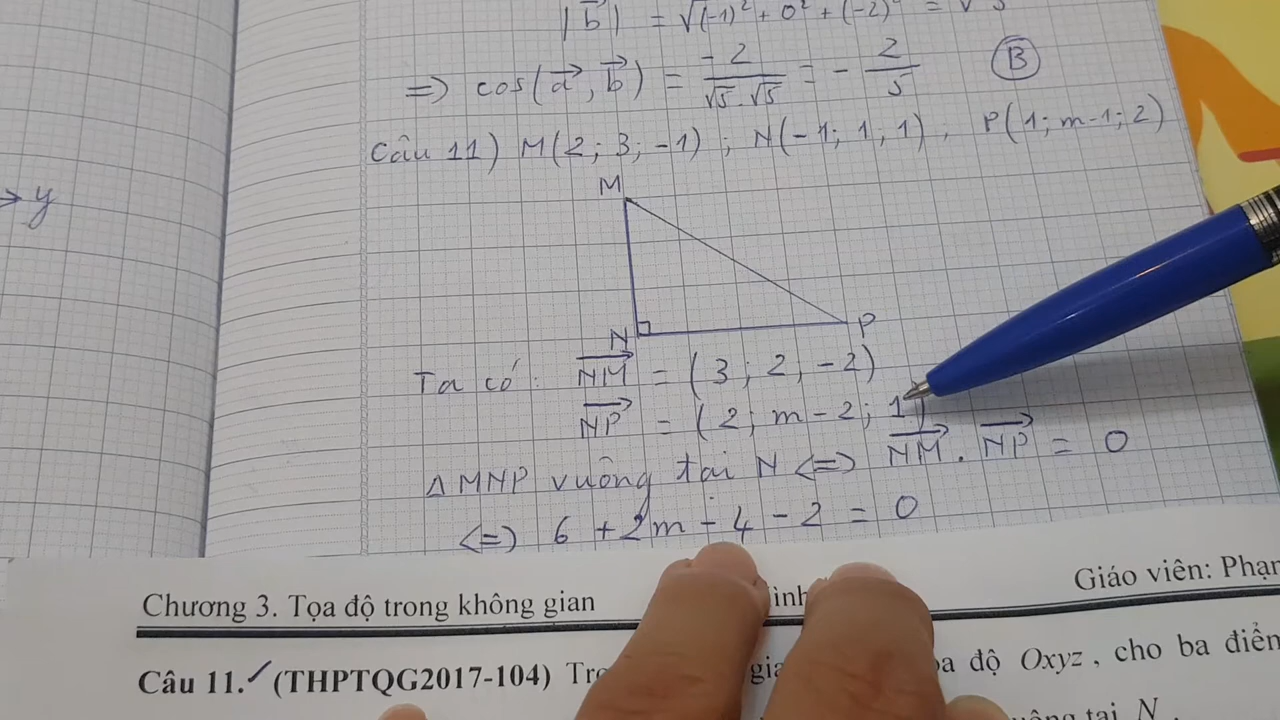 |b⃗| = √(-1)² + 0² + (-2)² = √5
=> cos(a⃗, b⃗) = -2/(√5.√5) = - 2/5 Ⓑ
Câu 11) M(2; 3; -1) ; N(-1; 1; 1) , P(1; m-1; 2)
→ y
M
N P
Ta có: NM⃗ = (3; 2; -2)
NP⃗ = (2; m-2; 1)
Δ MNP vuông tại N <=> NM⃗ . NP⃗ = 0
<=> 6 + 2m - 4 - 2 = 0
Giáo viên: Phạm
Chương 3. Tọa độ trong không gian
Câu 11. ✓ (THPTQG2017-104) độ Oxyz, cho ba điểm
tại N.